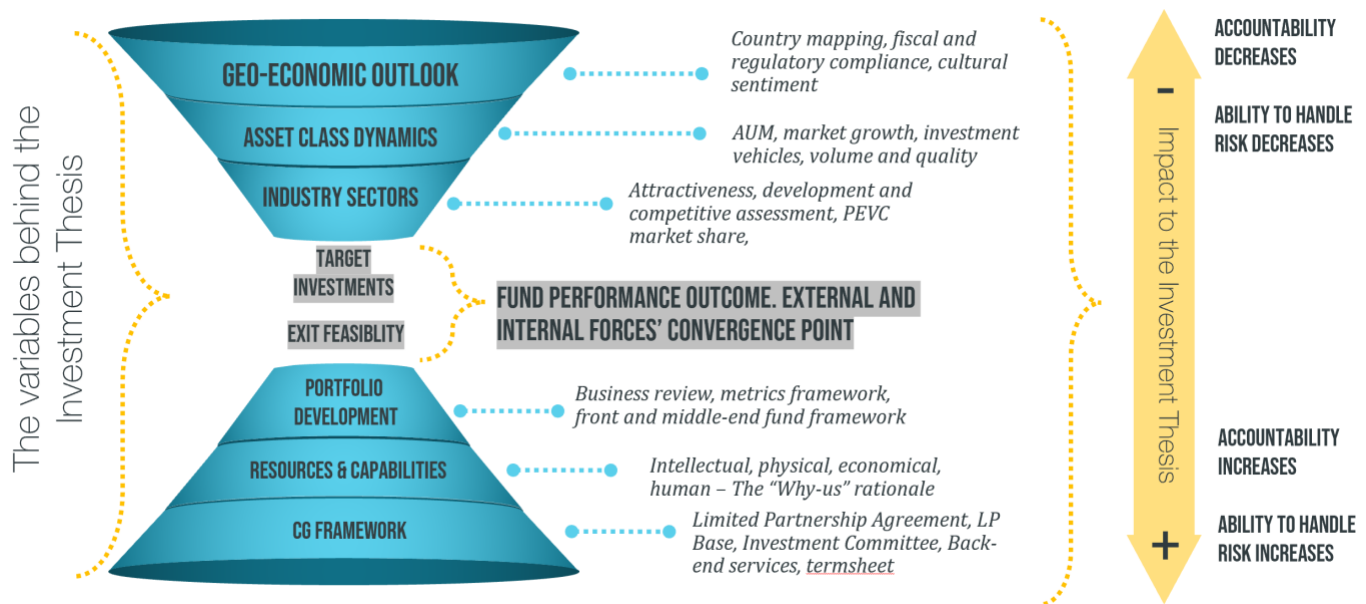 The variables behind the
Investment Thesis
GEO-ECONOMIC OUTLOOK
Country mapping, fiscal and
regulatory compliance, cultural
sentiment
ASSET CLASS DYNAMICS
AUM, market growth, investment
vehicles, volume and quality
INDUSTRY SECTORS
Attractiveness, development and
competitive assessment, PEVC
market share,
TARGET
INVESTMENTS
EXIT FEASIBLITY
FUND PERFORMANCE OUTCOME. EXTERNAL AND
INTERNAL FORCES’ CONVERGENCE POINT
PORTFOLIO
DEVELOPMENT
Business review, metrics framework,
front and middle-end fund framework
RESOURCES & CAPABILITIES
Intellectual, physical, economical,
human – The “Why-us” rationale
CG FRAMEWORK
Limited Partnership Agreement, LP
Base, Investment Committee, Back-
end services, termsheet
-
Impact to the Investment Thesis
+
ACCOUNTABILITY
DECREASES
ABILITY TO HANDLE
RISK DECREASES
ACCOUNTABILITY
INCREASES
ABILITY TO HANDLE
RISK INCREASES